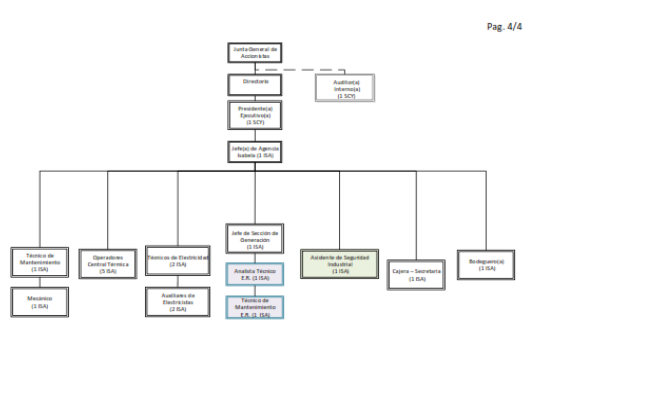 Pag. 4/4
Junta General de
Accionistas
Directorio
Auditor(a)
Interno(a)
(1 SCY)
Presidente(a)
Ejecutivo(a)
(1 SCY)
Jefe(a) de Agencia
Isabela (1 ISA)
Técnico de
Mantenimiento
(1 ISA)
Operadores
Central Térmica
(5 ISA)
Técnicos de Electricidad
(2 ISA)
Jefe de Sección de
Generación
(1 ISA)
Asistente de Seguridad
Industrial
(1 ISA)
Cajera – Secretaria
(1 ISA)
Bodeguero(a)
(1 ISA)
Mecánico
(1 ISA)
Auxiliares de
Electricistas
(2 ISA)
Analista Técnico
E.R. (1 ISA)
Técnico de
Mantenimiento
E.R. (1 ISA)